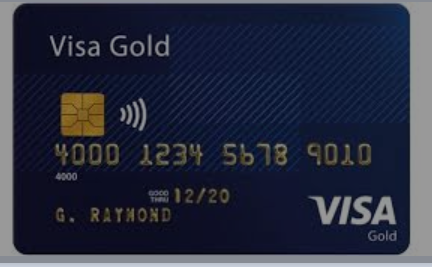 Visa Gold
4000 1234 5678 9010
4000
GOOD THRU 12/20
G. RAYMOND
VISA
Gold